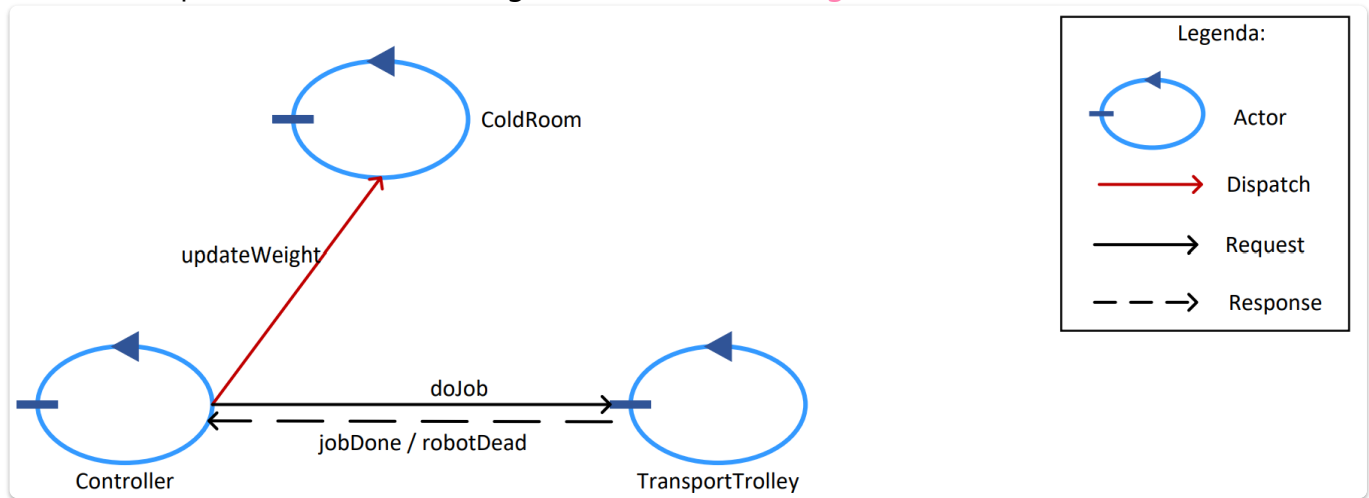 Legenda:
ColdRoom
Actor
Dispatch
updateWeight
Request
Response
doJob
jobDone / robotDead
Controller
TransportTrolley